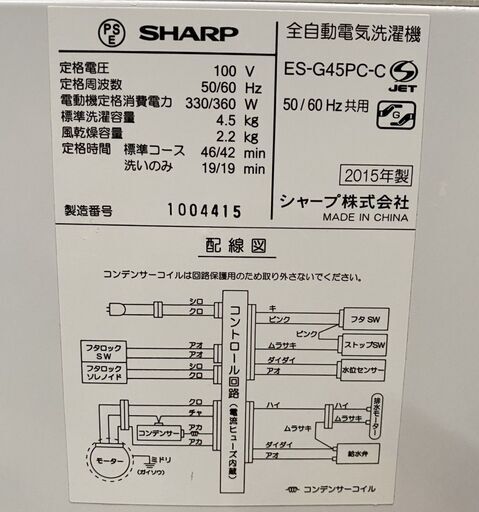 PS
E
SHARP
全自動電気洗濯機
定格電圧 100 V
定格周波数 50/60 Hz
電動機定格消費電力 330/360 W
標準洗濯容量 4.5 kg
風乾燥容量 2.2 kg
定格時間 標準コース 46/42 min
洗いのみ 19/19 min
製造番号 1004415
ES-G45PC-C
JET
50/60 Hz共用
G
2015年製
シャープ株式会社
MADE IN CHINA
配線図
コンデンサーコイルは回路保護用のため取り外さないでください。
シロ
クロ
フタロック
SW
アオ
アオ
フタロック
ソレノイド
シロ
クロ
クロ
チャ
コンデンサー
アカ
アカ
モーター
ミドリ
(ガイソウ)
コントロール回路
(電流ヒューズ内蔵)
キ
ピンク
フタSW
ピンク
ストップSW
ムラサキ
ダイダイ
アオ
水位センサー
ハイ
ハイ
ムラサキ
排水モーター
ダイダイ
アオ
給水弁
コンデンサーコイル